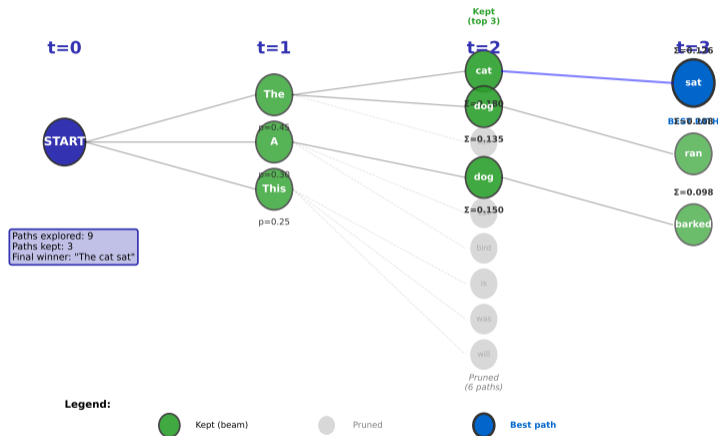 Kept
(top 3)
t=0
t=1
t=2
t=3
Σ=0.126
cat
sat
The
Σ=0.180
dog
p=0.45
START
A
Σ=0.135
ran
p=0.30
This
dog
Σ=0.098
p=0.25
Σ=0.150
barked
Paths explored: 9
Paths kept: 3
Final winner: "The cat sat"
bird
is
was
will
Pruned
(6 paths)
Legend:
Kept (beam)
Pruned
Best path